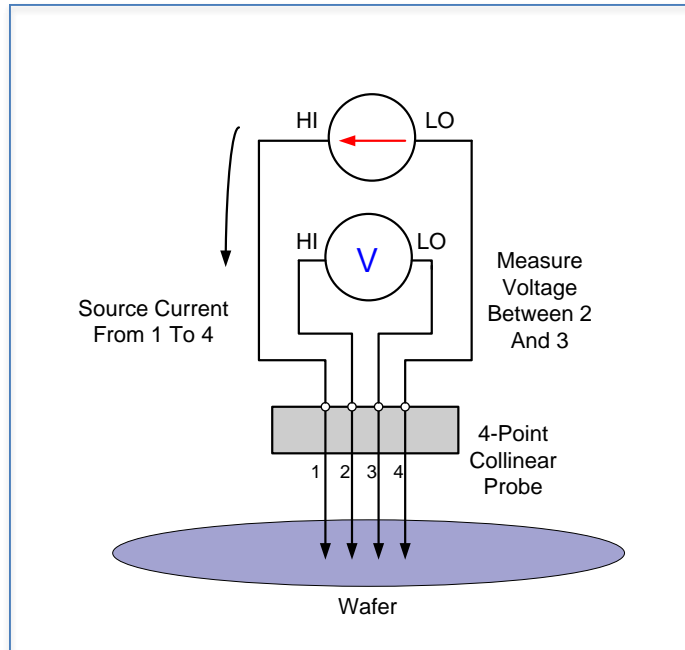 HI
LO
HI
LO
V
Source Current
From 1 To 4
Measure
Voltage
Between 2
And 3
1
2
3
4
4-Point
Collinear
Probe
Wafer